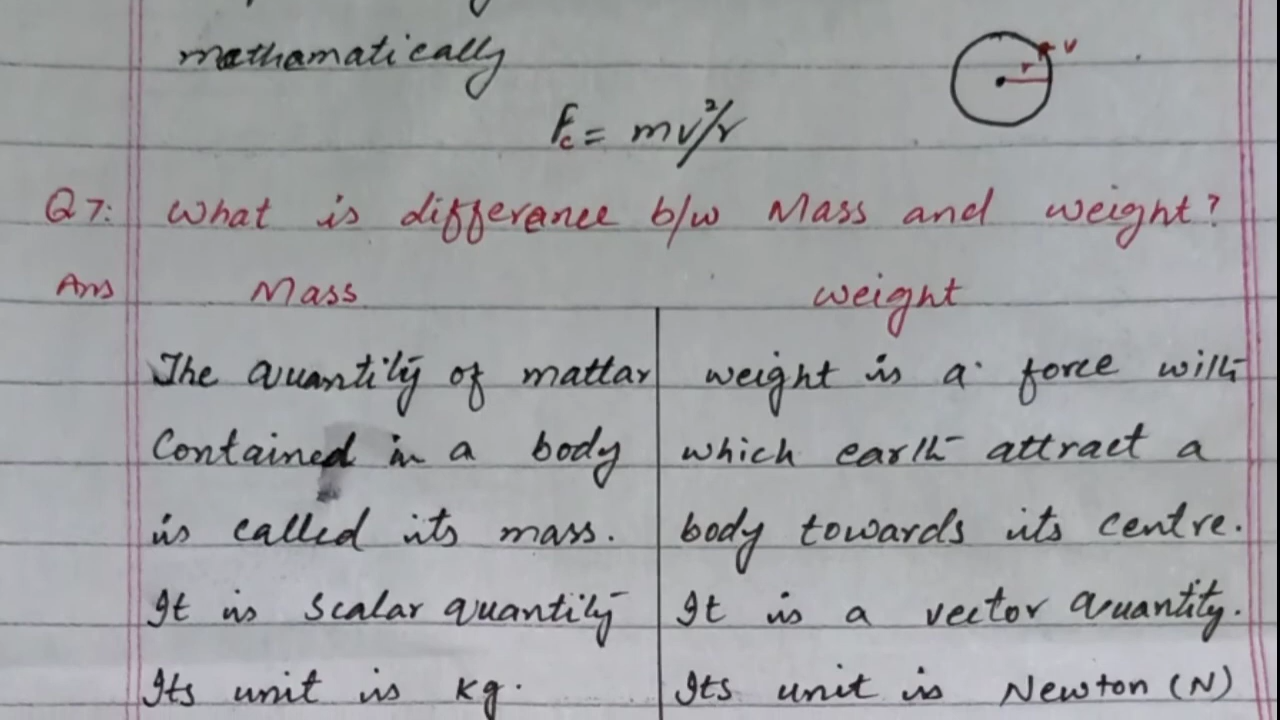 mathamatically
v
r
Fc = mv²/r
Q7: What is differance b/w Mass and weight?
Ans Mass weight
The quantity of mattar weight is a force with
Contained in a body which earth attract a
is called its mass. body towards its centre.
It is scalar quantity It is a vector quantity.
Its unit is kg. Its unit is Newton (N)